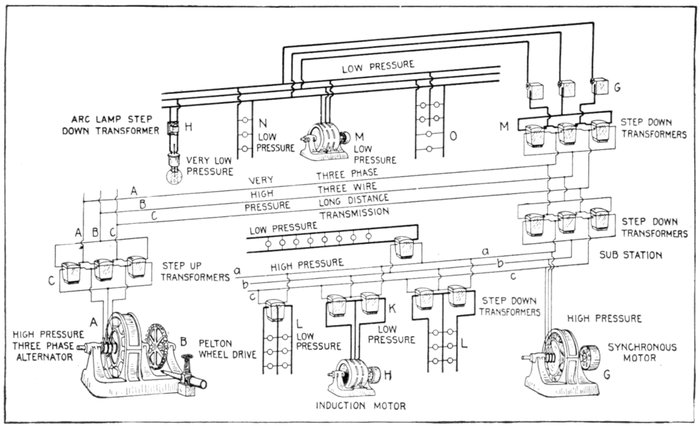 LOW PRESSURE
G
ARC LAMP STEP
DOWN TRANSFORMER
H
N
LOW
PRESSURE
M
LOW
PRESSURE
O
M
STEP DOWN
TRANSFORMERS
VERY LOW
PRESSURE
A
VERY
THREE PHASE
B
HIGH
THREE WIRE
C
PRESSURE
LONG DISTANCE
TRANSMISSION
A
B
C
LOW PRESSURE
STEP DOWN
TRANSFORMERS
C
STEP UP
TRANSFORMERS
a
HIGH PRESSURE
a
b
b
c
c
SUB STATION
A
L
LOW
PRESSURE
K
LOW
PRESSURE
STEP DOWN
TRANSFORMERS
L
HIGH PRESSURE
THREE PHASE
ALTERNATOR
B
PELTON
WHEEL DRIVE
H
INDUCTION MOTOR
HIGH PRESSURE
SYNCHRONOUS
MOTOR
G